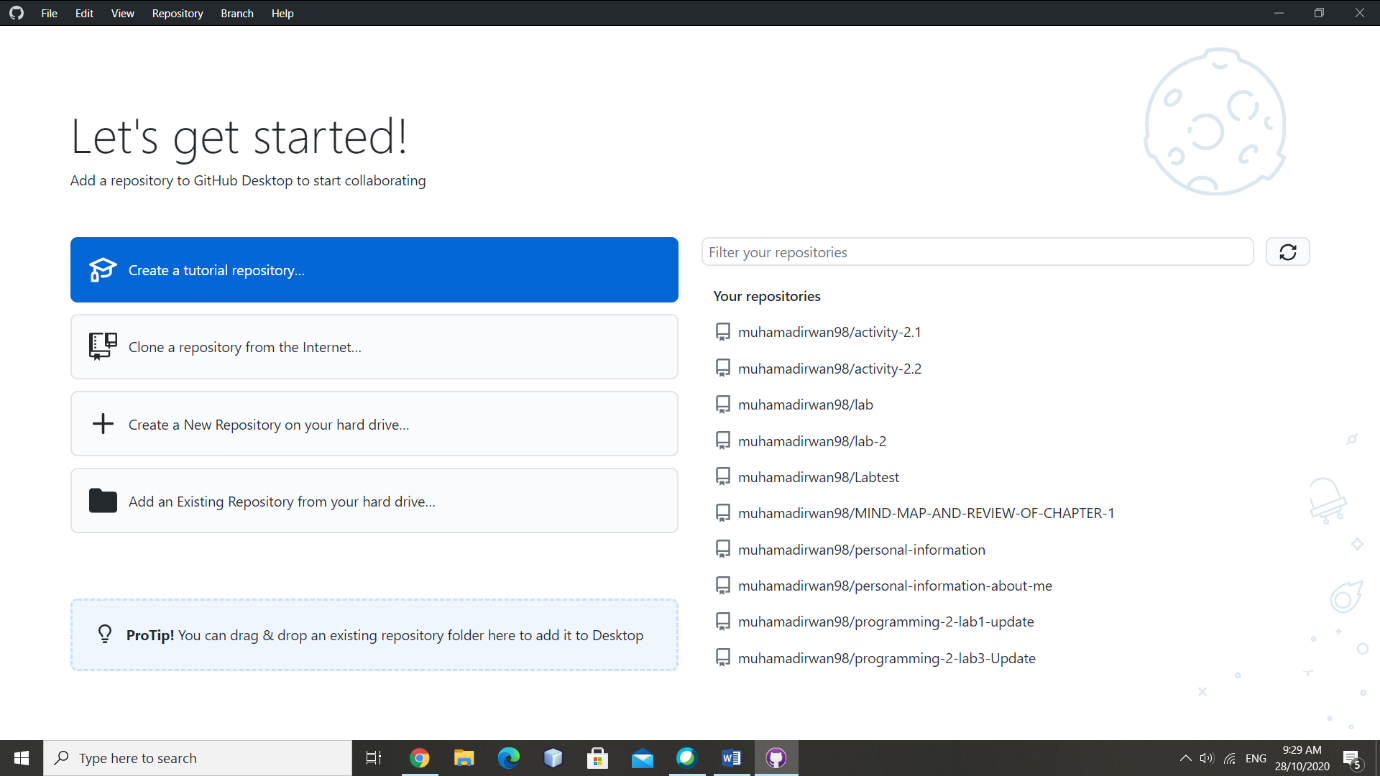 File Edit View Repository Branch Help
Let's get started!
Add a repository to GitHub Desktop to start collaborating
Create a tutorial repository...
Clone a repository from the Internet...
Create a New Repository on your hard drive...
Add an Existing Repository from your hard drive...
ProTip! You can drag & drop an existing repository folder here to add it to Desktop
Filter your repositories
Your repositories
muhamadirwan98/activity-2.1
muhamadirwan98/activity-2.2
muhamadirwan98/lab
muhamadirwan98/lab-2
muhamadirwan98/Labtest
muhamadirwan98/MIND-MAP-AND-REVIEW-OF-CHAPTER-1
muhamadirwan98/personal-information
muhamadirwan98/personal-information-about-me
muhamadirwan98/programming-2-lab1-update
muhamadirwan98/programming-2-lab3-Update
Type here to search
W
ENG
9:29 AM
28/10/2020
5